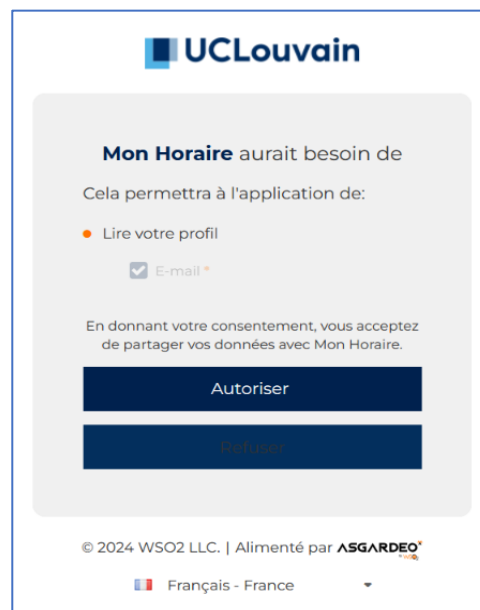 UCLouvain
Mon Horaire aurait besoin de
Cela permettra à l'application de:
Lire votre profil
E-mail *
En donnant votre consentement, vous acceptez
de partager vos données avec Mon Horaire.
Autoriser
Refuser
© 2024 WSO2 LLC. | Alimenté par ASGARDEO
Français - France